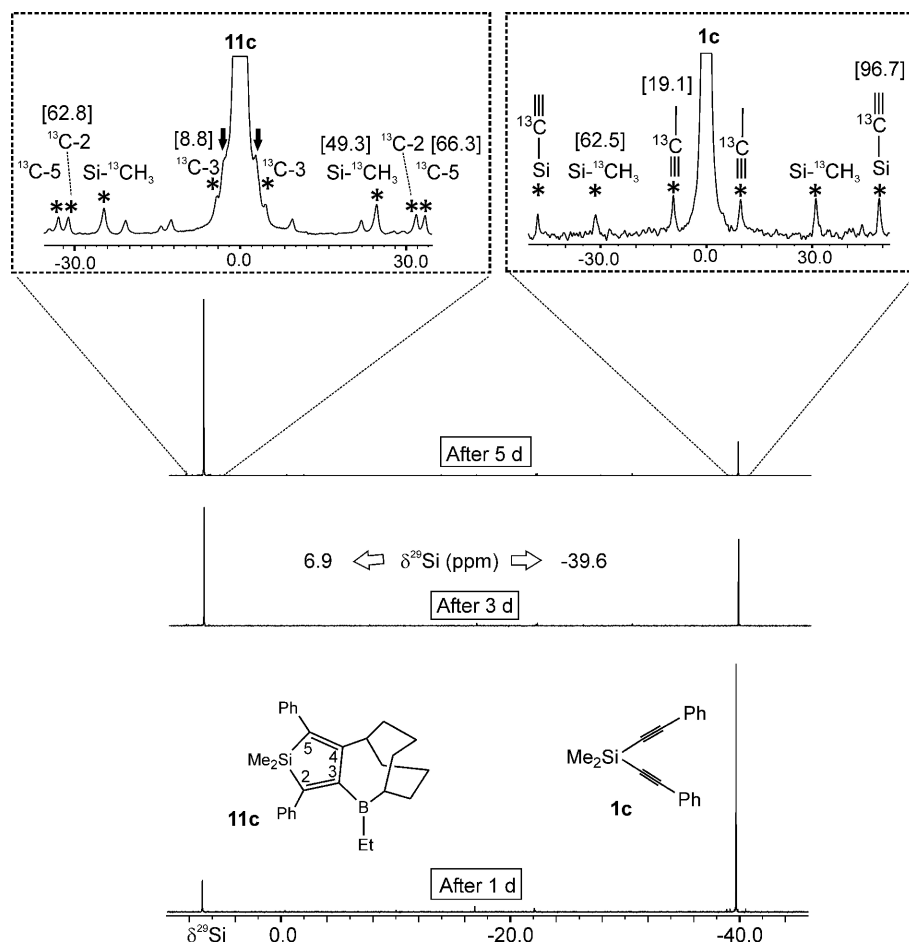 11c
[62.8]
¹³C-2
¹³C-5
Si-¹³CH₃
[8.8]
¹³C-3
*
¹³C-3
[49.3]
Si-¹³CH₃
¹³C-2 [66.3]
¹³C-5
* * * * * * *
-30.0 0.0 30.0
1c
[96.7]
[19.1]
¹³C
Si
[62.5]
Si-¹³CH₃
¹³C
¹³C
Si-¹³CH₃
¹³C
Si
* * * * * *
-30.0 0.0 30.0
After 5 d
6.9 δ²⁹Si (ppm) -39.6
After 3 d
Ph
5
4
Me₂Si
3
2
B
Ph
Et
11c
Ph
Me₂Si
Ph
1c
After 1 d
δ²⁹Si 0.0 -20.0 -40.0